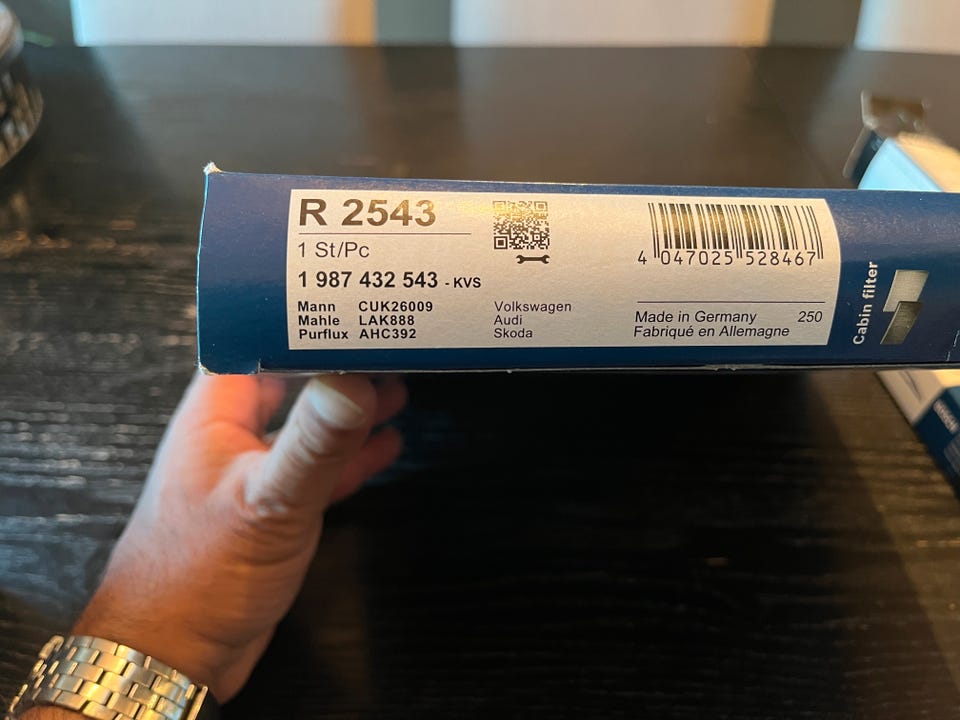 R 2543
1 St/Pc
1 987 432 543 - KVS
Mann CUK26009
Mahle LAK888
Purflux AHC392
Volkswagen
Audi
Skoda
4 047025 528467
Made in Germany 250
Fabriqué en Allemagne
Cabin filter